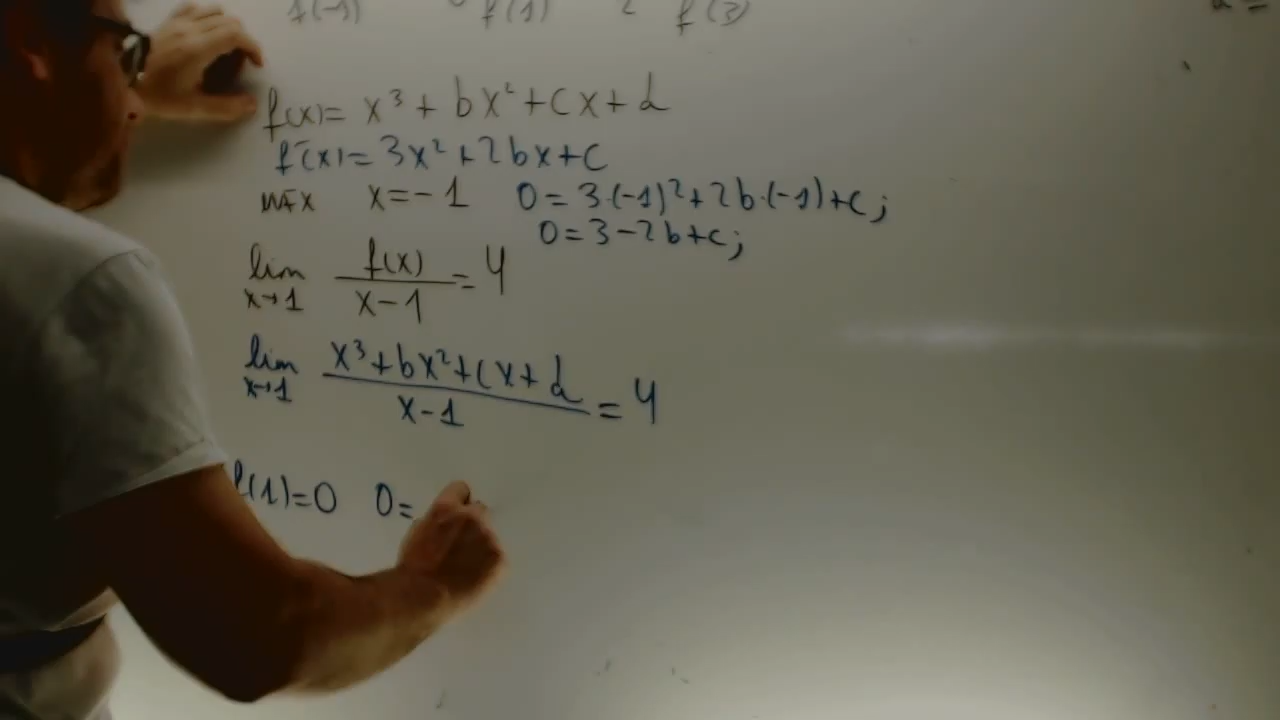 f(-1) f(1) f(3)
f(x)= x³ + bx² + cx + d
f'(x)= 3x² + 2bx + c
MAX x=-1 0 = 3·(-1)² + 2b·(-1) + c;
0 = 3 - 2b + c;
lim x→1 f(x)/(x-1) = 4
lim x→1 (x³ + bx² + cx + d)/(x-1) = 4
f(1)=0 0=